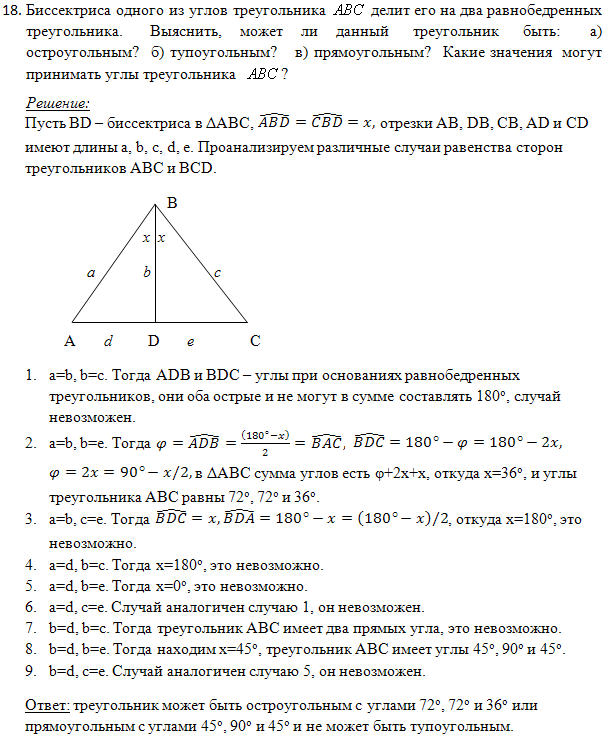 18. Биссектриса одного из углов треугольника ABC делит его на два равнобедренных
треугольника. Выяснить, может ли данный треугольник быть: а)
остроугольным? б) тупоугольным? в) прямоугольным? Какие значения могут
принимать углы треугольника ABC ?
Решение:
Пусть BD – биссектриса в ∆ABC, \widehat{ABD} = \widehat{CBD} = x, отрезки AB, DB, CB, AD и CD
имеют длины a, b, c, d, e. Проанализируем различные случаи равенства сторон
треугольников ABC и BCD.
B
x x
a b c
A d D e C
1. a=b, b=c. Тогда ADB и BDC – углы при основаниях равнобедренных
треугольников, они оба острые и не могут в сумме составлять 180°, случай
невозможен.
2. a=b, b=e. Тогда φ = \widehat{ADB} = (180°−x)/2 = \widehat{BAC}, \widehat{BDC} = 180° − φ = 180° − 2x,
φ = 2x = 90° − x/2, в ∆ABC сумма углов есть φ+2x+x, откуда x=36°, и углы
треугольника ABC равны 72°, 72° и 36°.
3. a=b, c=e. Тогда \widehat{BDC} = x, \widehat{BDA} = 180° − x = (180° − x)/2, откуда x=180°, это
невозможно.
4. a=d, b=c. Тогда x=180°, это невозможно.
5. a=d, b=e. Тогда x=0°, это невозможно.
6. a=d, c=e. Случай аналогичен случаю 1, он невозможен.
7. b=d, b=c. Тогда треугольник ABC имеет два прямых угла, это невозможно.
8. b=d, b=e. Тогда находим x=45°, треугольник ABC имеет углы 45°, 90° и 45°.
9. b=d, c=e. Случай аналогичен случаю 5, он невозможен.
Ответ: треугольник может быть остроугольным с углами 72°, 72° и 36° или
прямоугольным с углами 45°, 90° и 45° и не может быть тупоугольным.